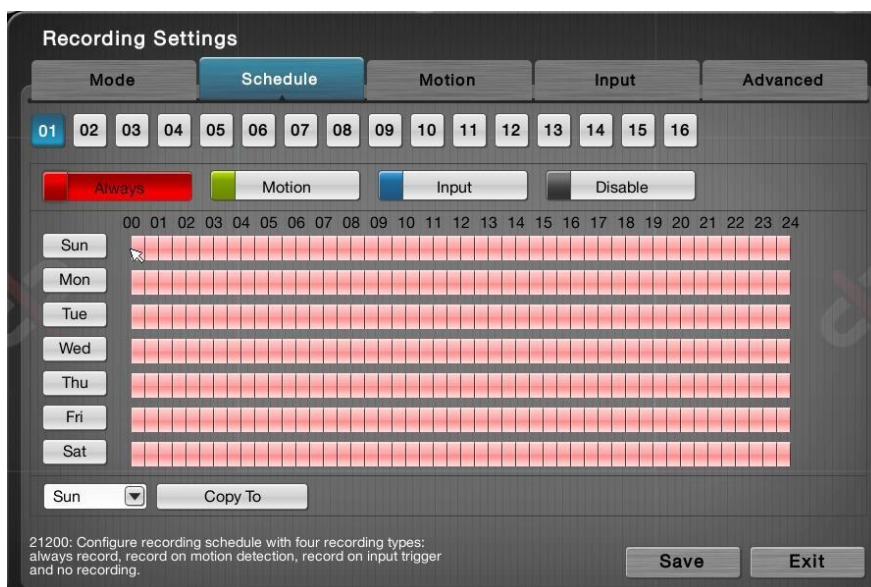 Recording Settings
Mode Schedule Motion Input Advanced
01 02 03 04 05 06 07 08 09 10 11 12 13 14 15 16
Always Motion Input Disable
00 01 02 03 04 05 06 07 08 09 10 11 12 13 14 15 16 17 18 19 20 21 22 23 24
Sun
Mon
Tue
Wed
Thu
Fri
Sat
Sun Copy To
21200: Configure recording schedule with four recording types:
always record, record on motion detection, record on input trigger
and no recording.
Save Exit